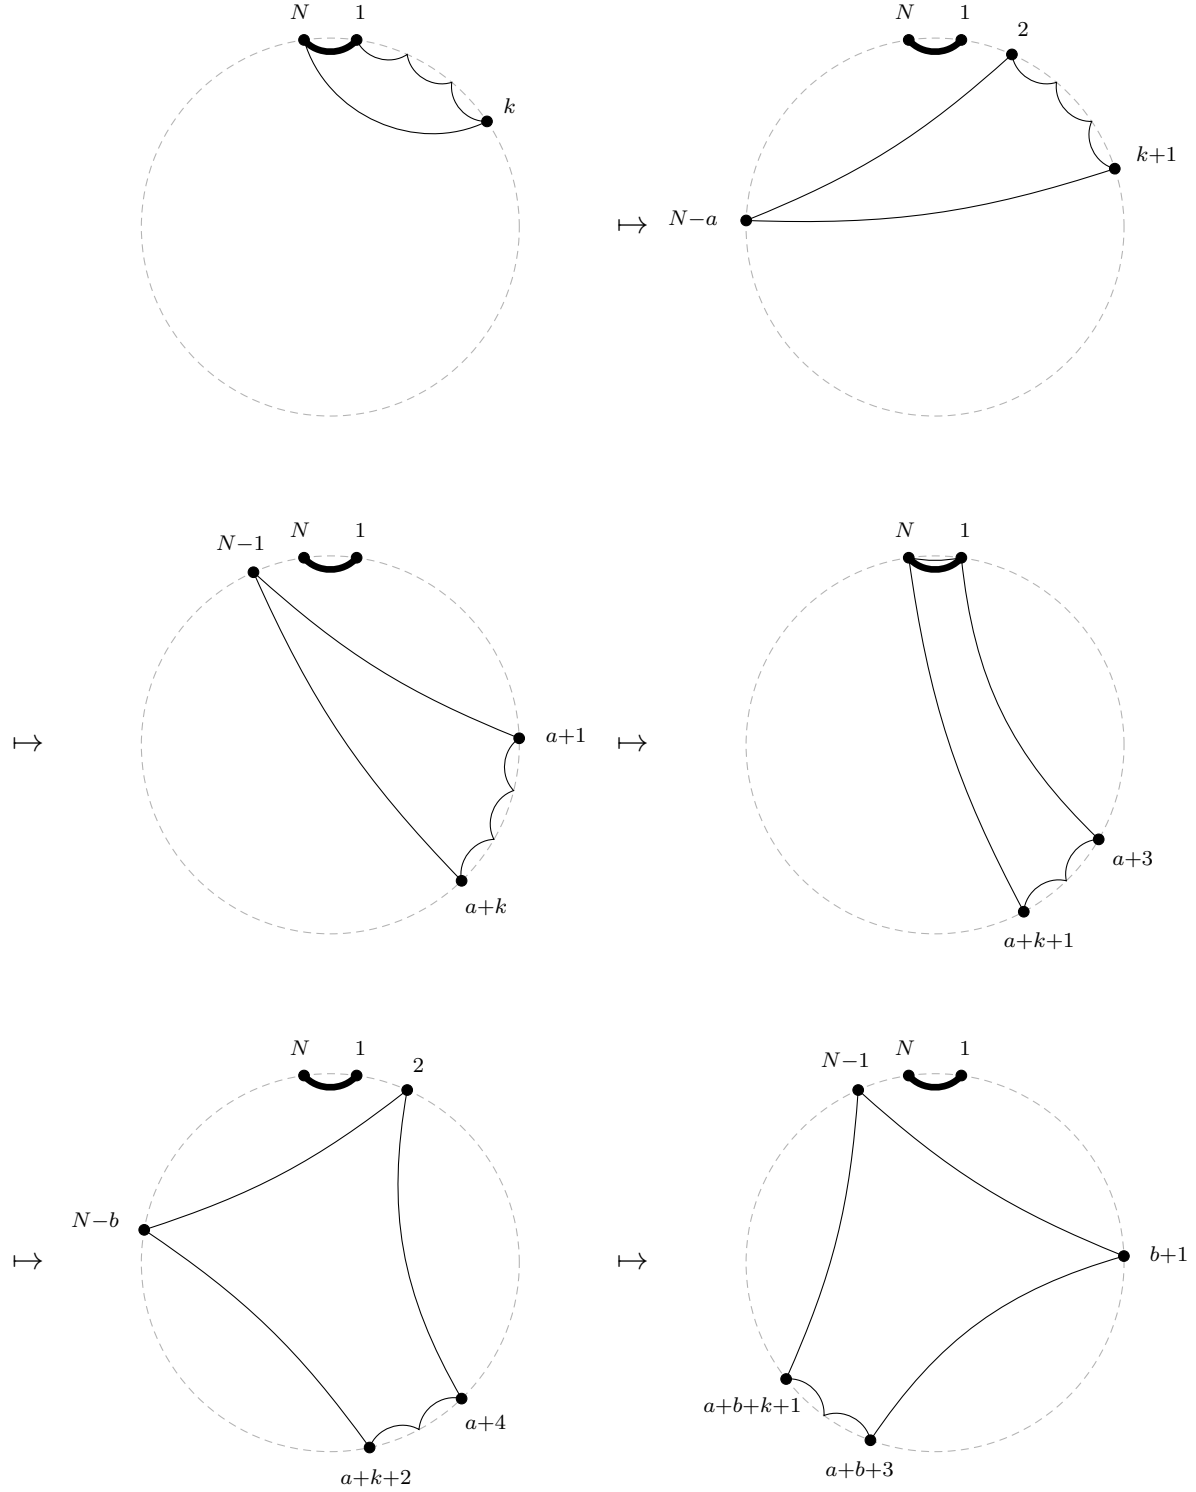 N 1
k
↦ N 1
2
k+1
N−a
↦ N 1
N−1
a+1
a+k
↦ N 1
a+3
a+k+1
↦ N 1
2
N−b
a+4
a+k+2
↦ N 1
N−1
b+1
a+b+k+1
a+b+3